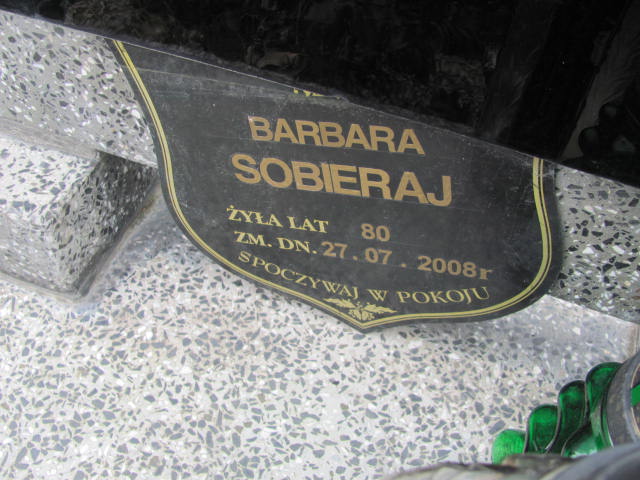 BARBARA
SOBIERAJ
ŻYŁA LAT 80
ZM. DN. 27.07.2008r
SPOCZYWAJ W POKOJU